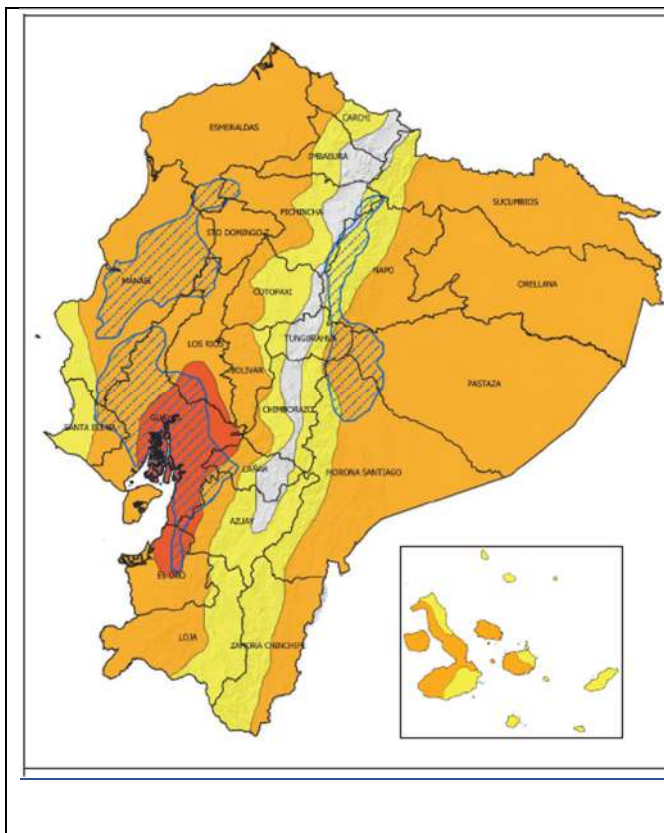 CARCHI
ESMERALDAS
IMBABURA
SUCUMBIOS
PICHINCHA
STO DOMINGO
NAPO
MANABI
COTOPAXI
ORELLANA
LOS RIOS
TUNGURAHUA
BOLIVAR
PASTAZA
CHIMBORAZO
SANTA ELENA
CAÑAR
MORONA SANTIAGO
AZUAY
EL ORO
LOJA
ZAMORA CHINCHIPE